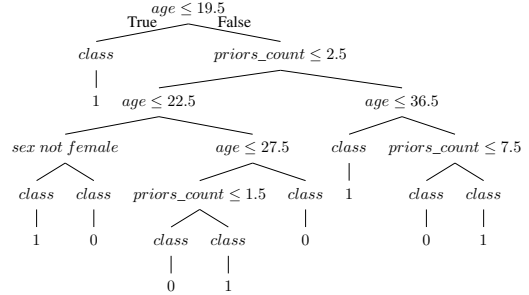 age ≤ 19.5
True False
class priors_count ≤ 2.5
1 age ≤ 22.5 age ≤ 36.5
sex not female age ≤ 27.5 class priors_count ≤ 7.5
class class priors_count ≤ 1.5 class 1 class class
1 0 class class 0 0 1
0 1